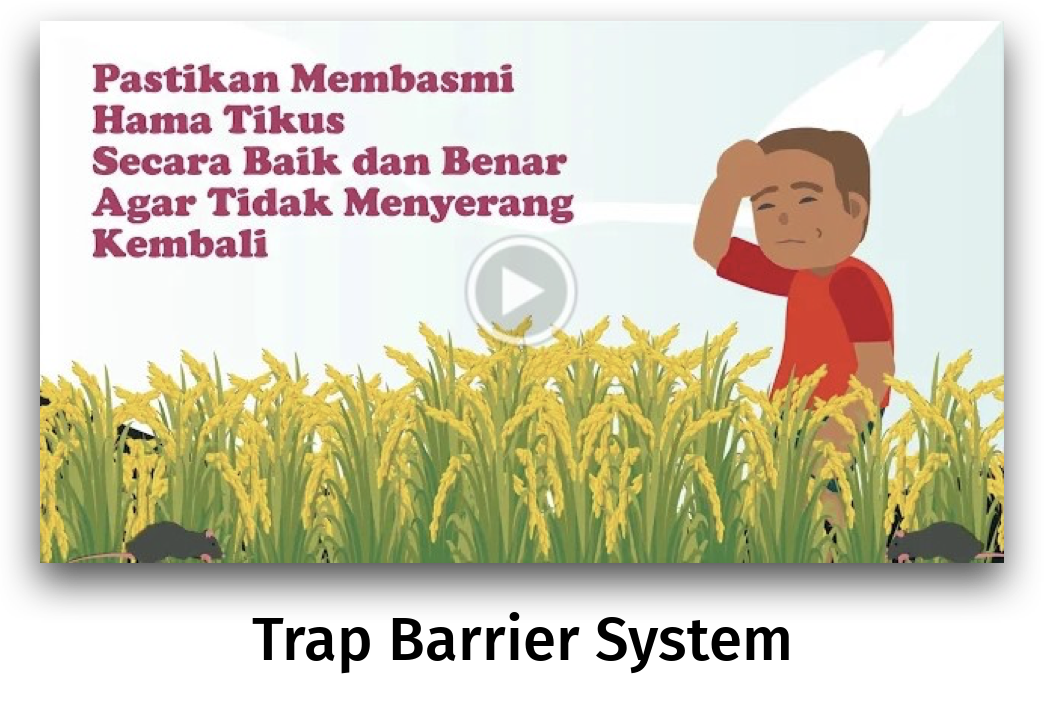 Pastikan Membasmi
Hama Tikus
Secara Baik dan Benar
Agar Tidak Menyerang
Kembali
Trap Barrier System